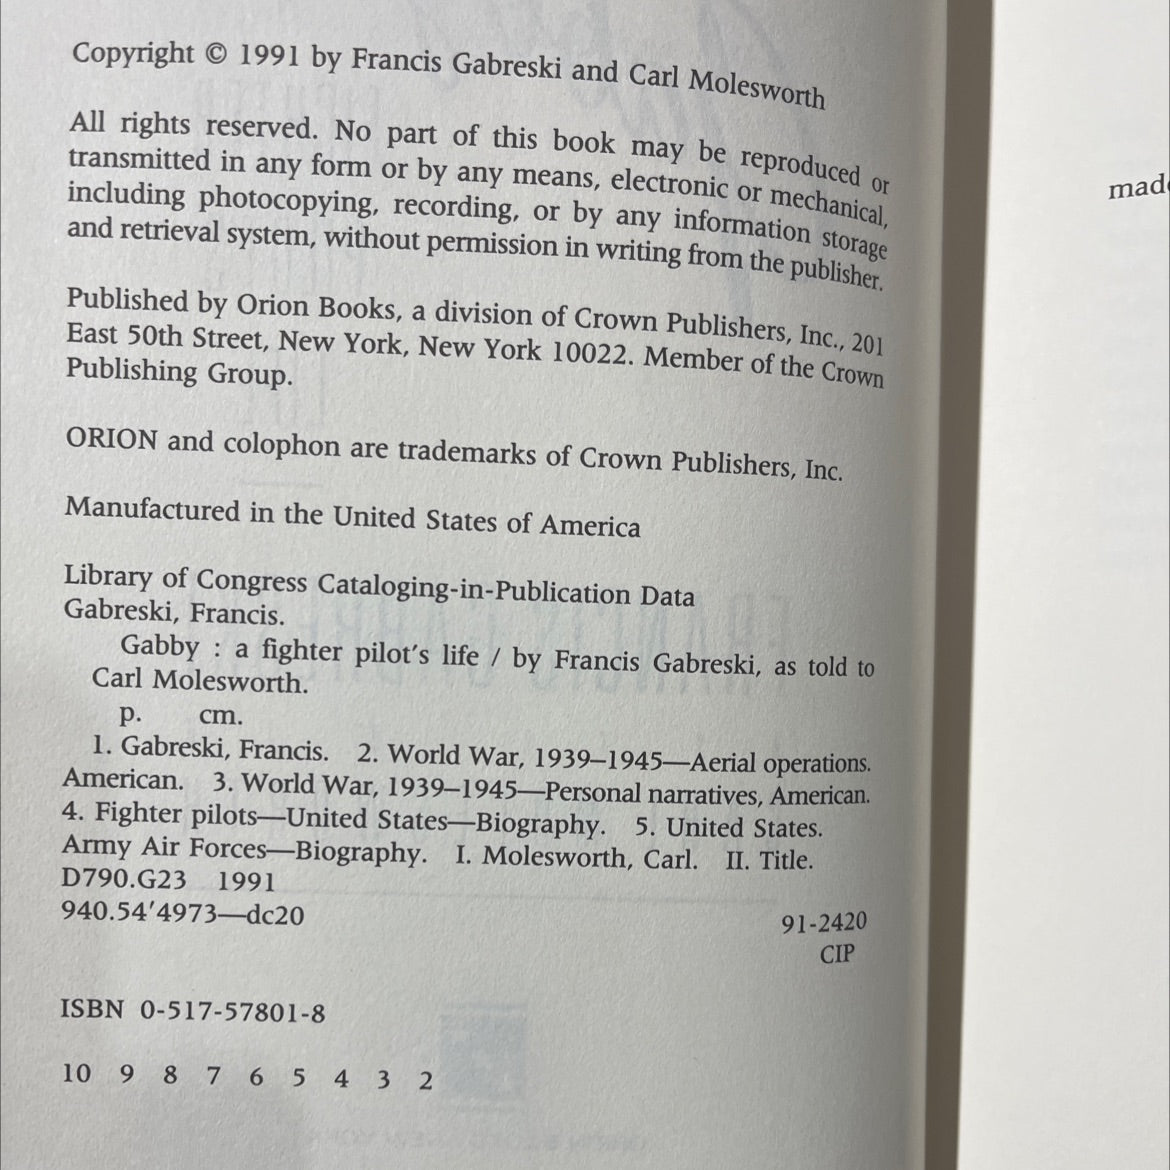 Copyright © 1991 by Francis Gabreski and Carl Molesworth
All rights reserved. No part of this book may be reproduced or
transmitted in any form or by any means, electronic or mechanical,
including photocopying, recording, or by any information storage
and retrieval system, without permission in writing from the publisher.
Published by Orion Books, a division of Crown Publishers, Inc., 201
East 50th Street, New York, New York 10022. Member of the Crown
Publishing Group.
ORION and colophon are trademarks of Crown Publishers, Inc.
Manufactured in the United States of America
Library of Congress Cataloging-in-Publication Data
Gabreski, Francis.
Gabby : a fighter pilot's life / by Francis Gabreski, as told to
Carl Molesworth.
p. cm.
1. Gabreski, Francis. 2. World War, 1939–1945—Aerial operations.
American. 3. World War, 1939–1945—Personal narratives, American.
4. Fighter pilots—United States—Biography. 5. United States.
Army Air Forces—Biography. I. Molesworth, Carl. II. Title.
D790.G23 1991
940.54'4973—dc20 91-2420
CIP
ISBN 0-517-57801-8
10 9 8 7 6 5 4 3 2